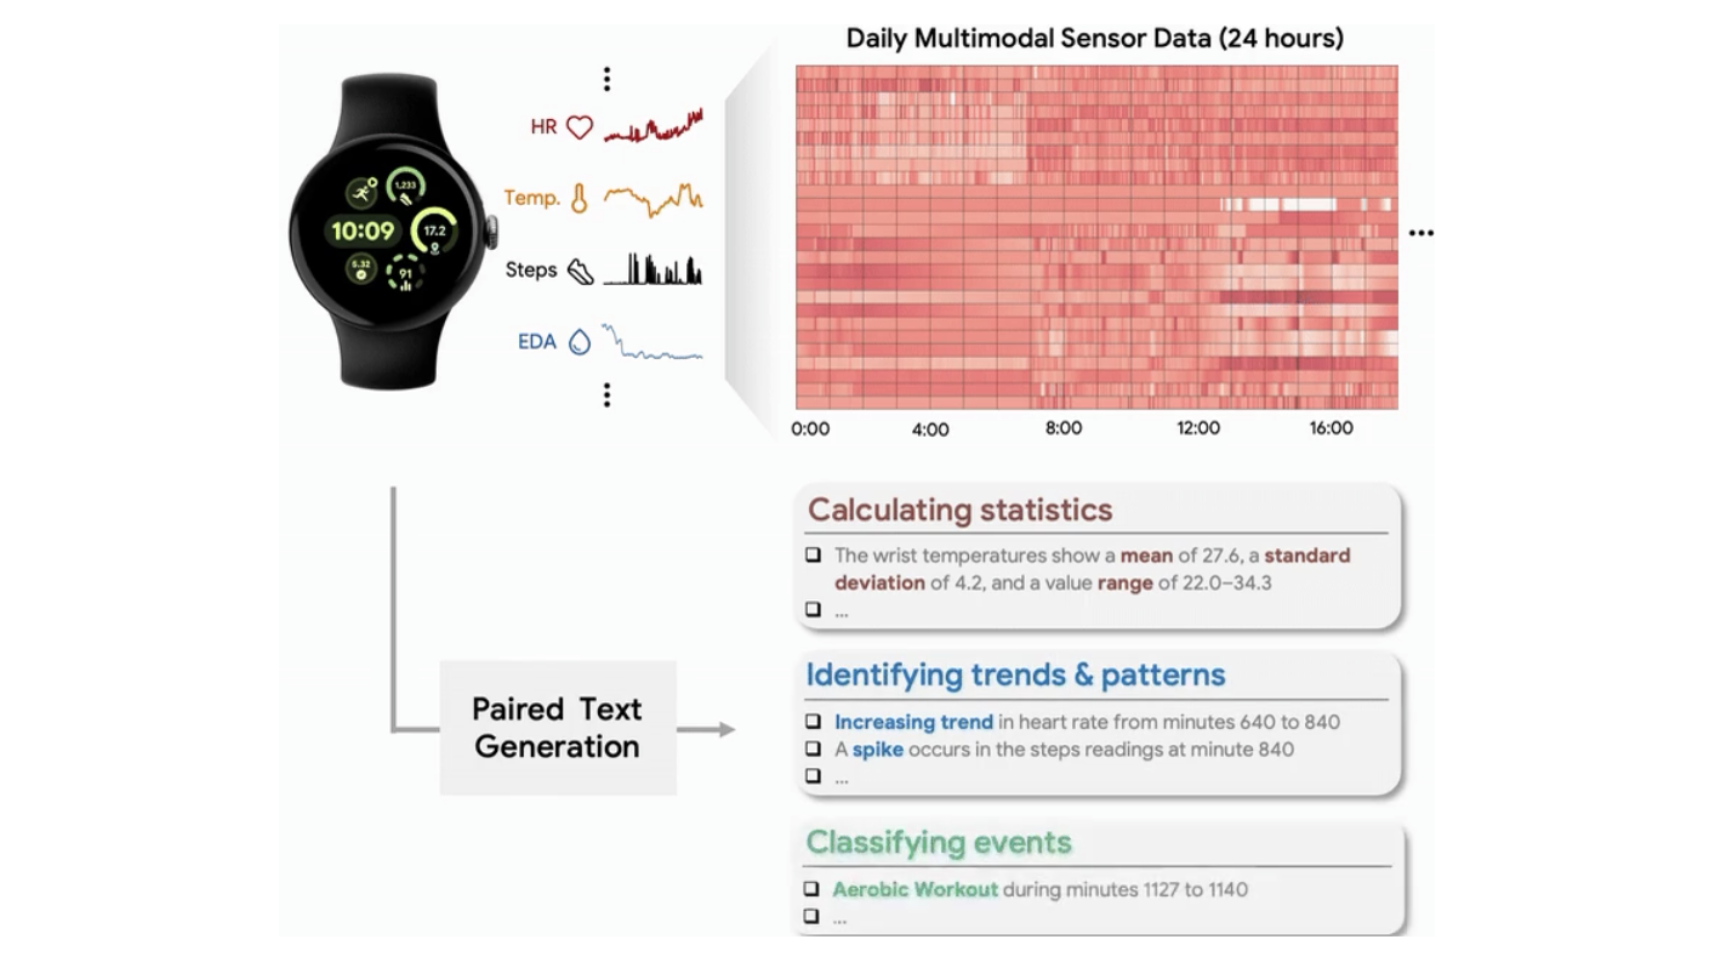 Daily Multimodal Sensor Data (24 hours)
HR
Temp.
Steps
EDA
1,233
10:09
17.2
91
0:00
4:00
8:00
12:00
16:00
...
Calculating statistics
The wrist temperatures show a mean of 27.6, a standard
deviation of 4.2, and a value range of 22.0–34.3
...
Paired Text
Generation
Identifying trends & patterns
Increasing trend in heart rate from minutes 640 to 840
A spike occurs in the steps readings at minute 840
...
Classifying events
Aerobic Workout during minutes 1127 to 1140
...